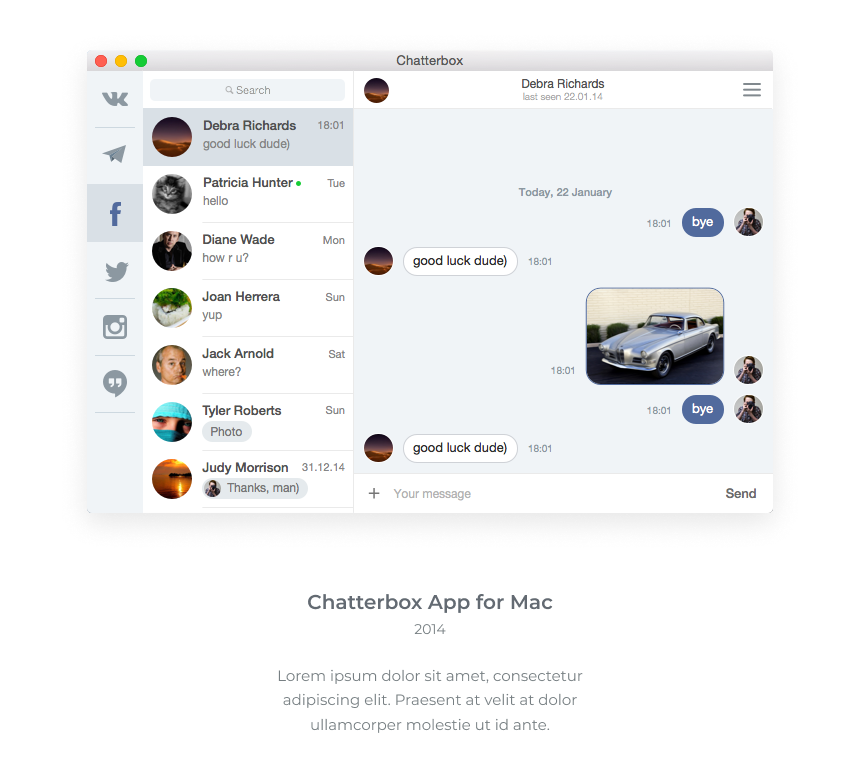 Chatterbox
Search
Debra Richards 18:01
good luck dude)
Patricia Hunter Tue
hello
Diane Wade Mon
how r u?
Joan Herrera Sun
yup
Jack Arnold Sat
where?
Tyler Roberts Sun
Photo
Judy Morrison 31.12.14
Thanks, man)
Debra Richards
last seen 22.01.14
Today, 22 January
18:01 bye
good luck dude) 18:01
18:01
18:01 bye
good luck dude) 18:01
+ Your message Send
Chatterbox App for Mac
2014
Lorem ipsum dolor sit amet, consectetur
adipiscing elit. Praesent at velit at dolor
ullamcorper molestie ut id ante.